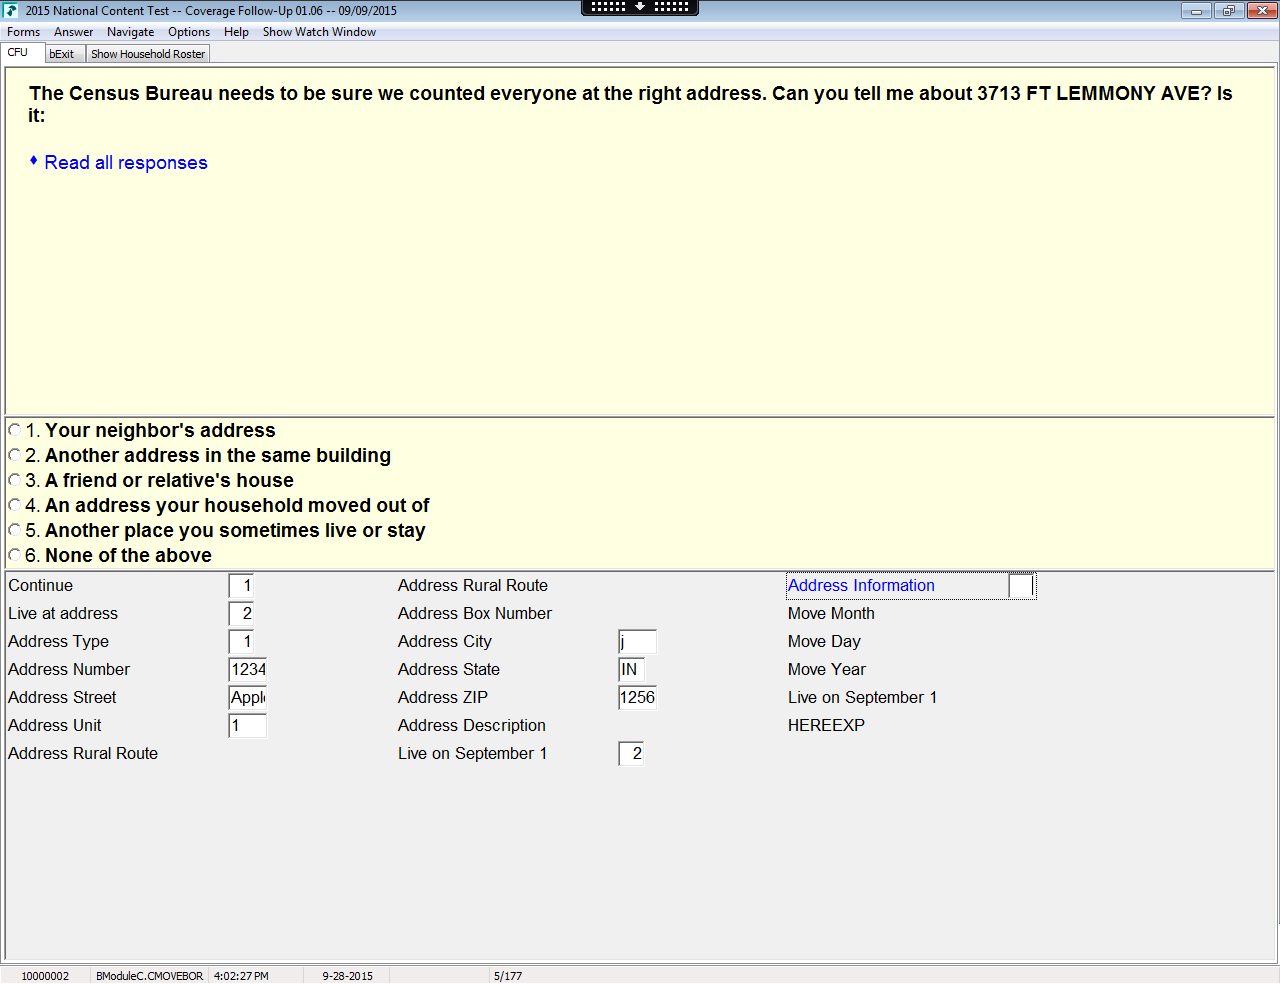 2015 National Content Test -- Coverage Follow-Up 01.06 -- 09/09/2015
Forms Answer Navigate Options Help Show Watch Window
CFU bExit Show Household Roster
The Census Bureau needs to be sure we counted everyone at the right address. Can you tell me about 3713 FT LEMMONY AVE? Is
it:
♦ Read all responses
1. Your neighbor's address
2. Another address in the same building
3. A friend or relative's house
4. An address your household moved out of
5. Another place you sometimes live or stay
6. None of the above
Continue 1 Address Rural Route Address Information
Live at address 2 Address Box Number Move Month
Address Type 1 Address City j Move Day
Address Number 1234 Address State IN Move Year
Address Street Appl Address ZIP 1256 Live on September 1
Address Unit 1 Address Description HEREEXP
Address Rural Route Live on September 1 2
10000002 BModuleC.CMOVEBOR 4:02:27 PM 9-28-2015 5/177